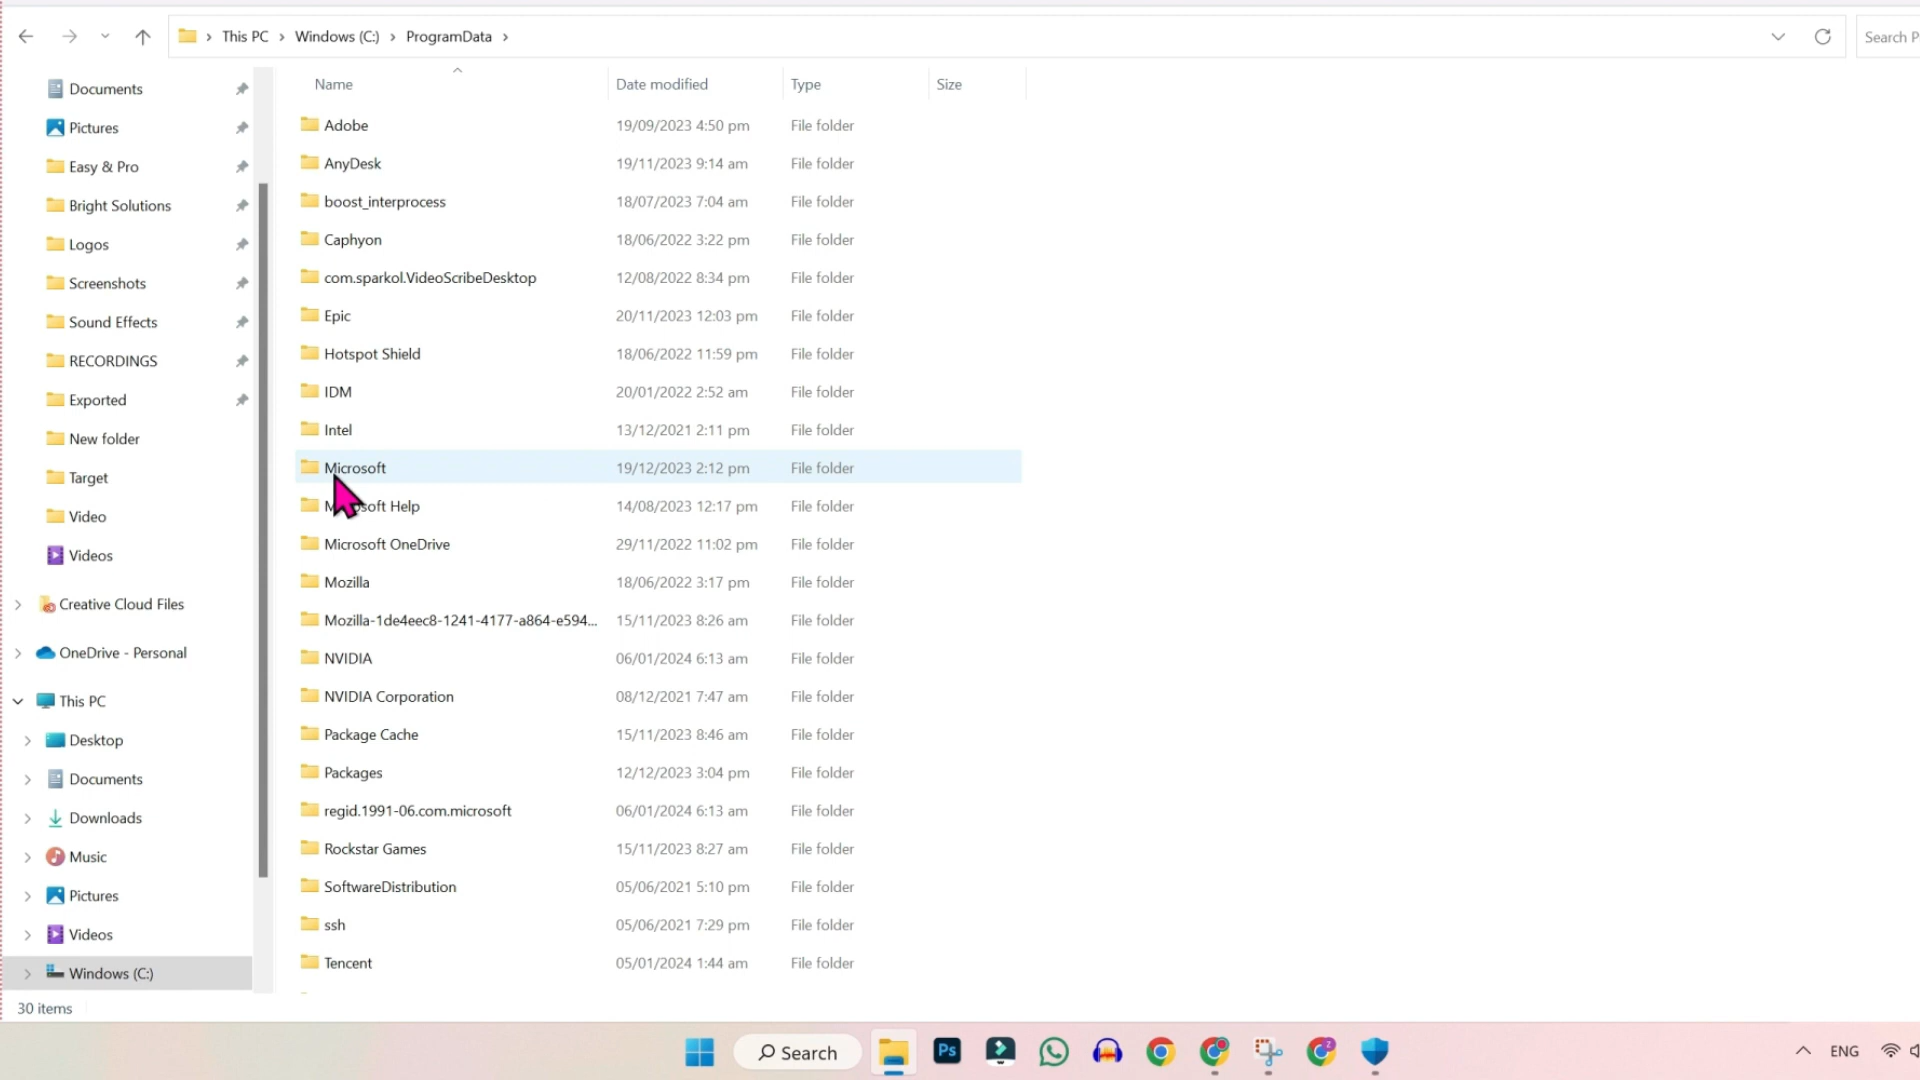 This PC > Windows (C:) > ProgramData >
Search P
Documents
Pictures
Easy & Pro
Bright Solutions
Logos
Screenshots
Sound Effects
RECORDINGS
Exported
New folder
Target
Video
Videos
Creative Cloud Files
OneDrive - Personal
This PC
Desktop
Documents
Downloads
Music
Pictures
Videos
Windows (C:)
Name Date modified Type Size
Adobe 19/09/2023 4:50 pm File folder
AnyDesk 19/11/2023 9:14 am File folder
boost_interprocess 18/07/2023 7:04 am File folder
Caphyon 18/06/2022 3:22 pm File folder
com.sparkol.VideoScribeDesktop 12/08/2022 8:34 pm File folder
Epic 20/11/2023 12:03 pm File folder
Hotspot Shield 18/06/2022 11:59 pm File folder
IDM 20/01/2022 2:52 am File folder
Intel 13/12/2021 2:11 pm File folder
Microsoft 19/12/2023 2:12 pm File folder
Help 14/08/2023 12:17 pm File folder
Microsoft OneDrive 29/11/2022 11:02 pm File folder
Mozilla 18/06/2022 3:17 pm File folder
Mozilla-1de4eec8-1241-4177-a864-e594... 15/11/2023 8:26 am File folder
NVIDIA 06/01/2024 6:13 am File folder
NVIDIA Corporation 08/12/2021 7:47 am File folder
Package Cache 15/11/2023 8:46 am File folder
Packages 12/12/2023 3:04 pm File folder
regid.1991-06.com.microsoft 06/01/2024 6:13 am File folder
Rockstar Games 15/11/2023 8:27 am File folder
SoftwareDistribution 05/06/2021 5:10 pm File folder
ssh 05/06/2021 7:29 pm File folder
Tencent 05/01/2024 1:44 am File folder
30 items
Search
Ps
ENG